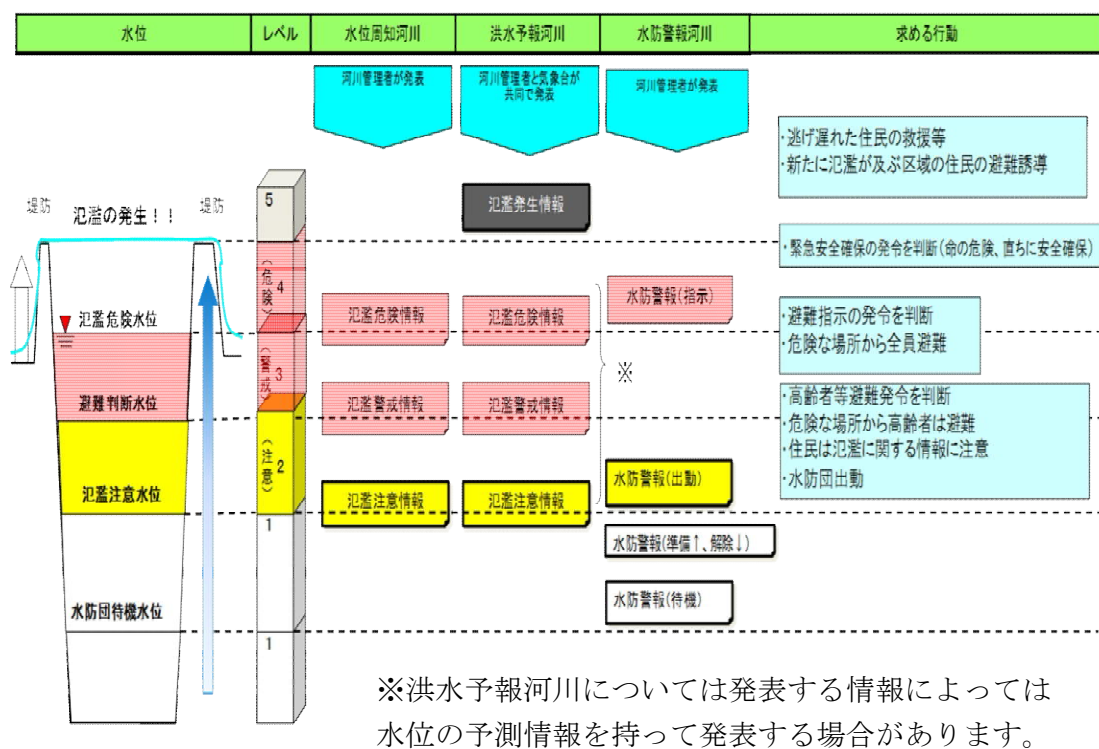 水位 レベル 水位周知河川 洪水予報河川 水防警報河川 求める行動
河川管理者が発表
河川管理者と気象台が
共同で発表
河川管理者が発表
・逃げ遅れた住民の救援等
・新たに氾濫が及ぶ区域の住民の避難誘導
堤防
氾濫の発生!!
堤防
5
氾濫発生情報
・緊急安全確保の発令を判断(命の危険、直ちに安全確保)
(危険)
4
水防警報(指示)
氾濫危険水位
氾濫危険情報
氾濫危険情報
・避難指示の発令を判断
・危険な場所から全員避難
※
(警戒)
3
避難判断水位
氾濫警戒情報
氾濫警戒情報
・高齢者等避難発令を判断
・危険な場所から高齢者は避難
・住民は氾濫に関する情報に注意
・水防団出動
(注意)
2
氾濫注意水位
氾濫注意情報
氾濫注意情報
水防警報(出動)
1
水防警報(準備↑、解除↓)
水防団待機水位
水防警報(待機)
1
※洪水予報河川については発表する情報によっては
水位の予測情報を持って発表する場合があります。